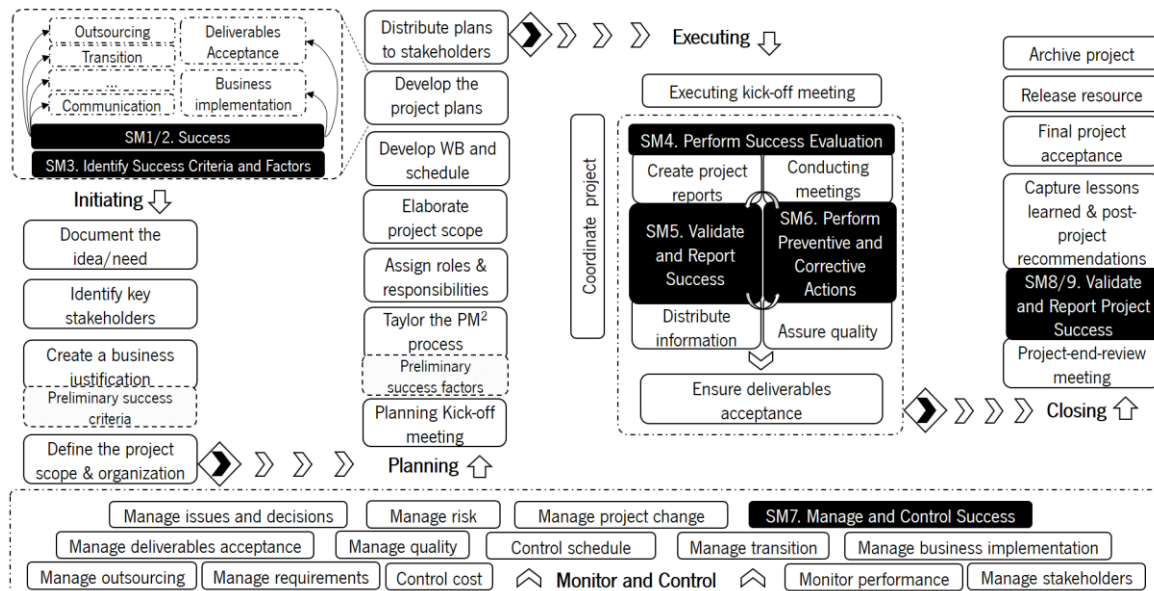 Outsourcing
Transition
...
Communication
Deliverables
Acceptance
Business
implementation
SM1/2. Success
SM3. Identify Success Criteria and Factors
Initiating
Document the
idea/need
Identify key
stakeholders
Create a business
justification
Preliminary success
criteria
Define the project
scope & organization
Distribute plans
to stakeholders
Develop the
project plans
Develop WB and
schedule
Elaborate
project scope
Assign roles &
responsibilities
Taylor the PM²
process
Preliminary
success factors
Planning Kick-off
meeting
Planning
Executing
Executing kick-off meeting
Coordinate project
SM4. Perform Success Evaluation
Create project
reports
Conducting
meetings
SM5. Validate
and Report
Success
SM6. Perform
Preventive and
Corrective
Actions
Distribute
information
Assure quality
Ensure deliverables
acceptance
Archive project
Release resource
Final project
acceptance
Capture lessons
learned & post-
project
recommendations
SM8/9. Validate
and Report Project
Success
Project-end-review
meeting
Closing
Manage issues and decisions
Manage risk
Manage project change
SM7. Manage and Control Success
Manage deliverables acceptance
Manage quality
Control schedule
Manage transition
Manage business implementation
Manage outsourcing
Manage requirements
Control cost
Monitor and Control
Monitor performance
Manage stakeholders